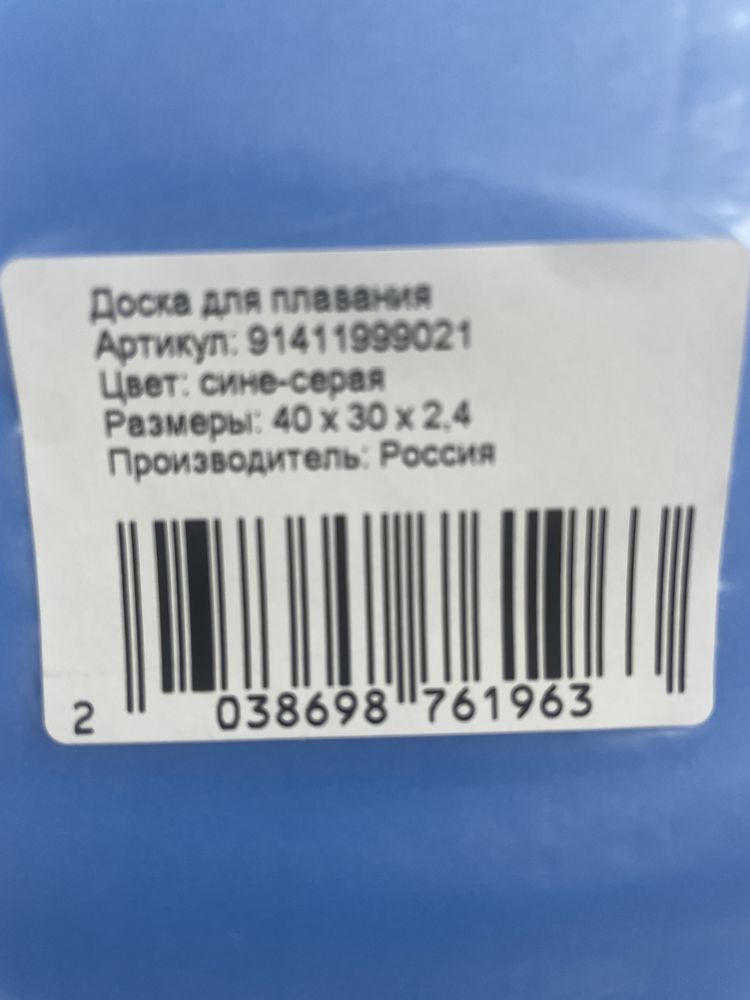 Доска для плавания
Артикул: 91411999021
Цвет: сине-серая
Размеры: 40 x 30 x 2,4
Производитель: Россия
2 038698 761963